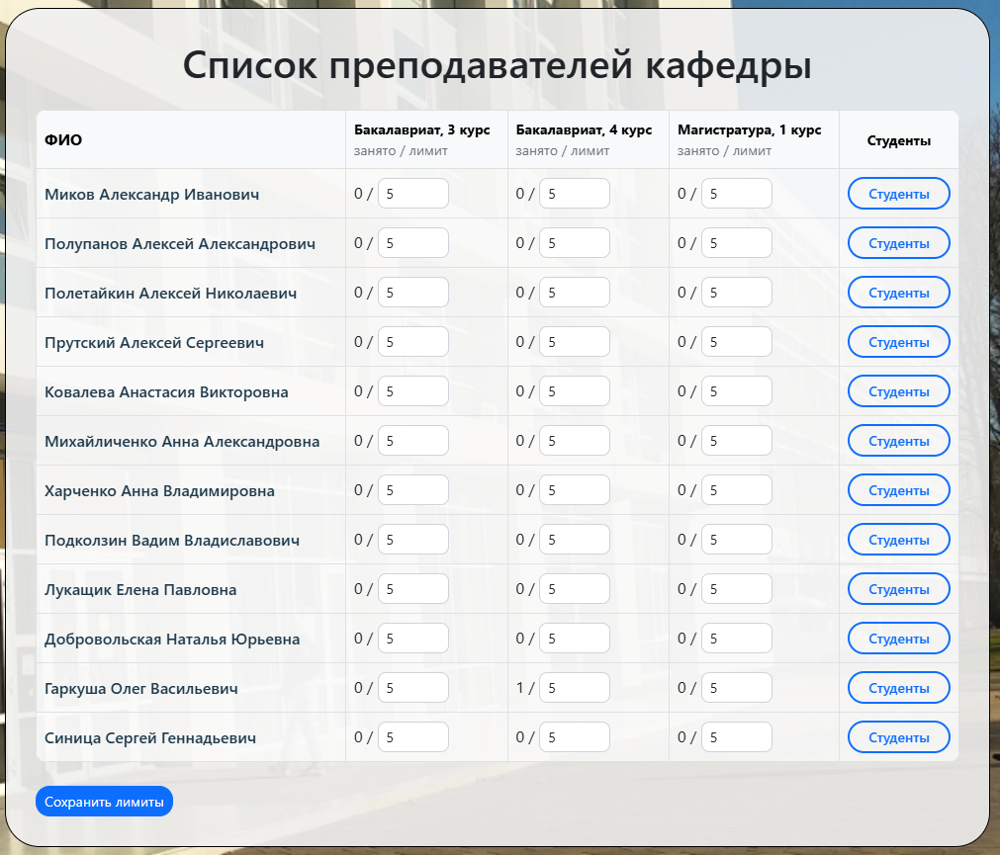 Список преподавателей кафедры
ФИО Бакалавриат, 3 курс Бакалавриат, 4 курс Магистратура, 1 курс Студенты
занято / лимит занято / лимит занято / лимит
Миков Александр Иванович 0 / 5 0 / 5 0 / 5 Студенты
Полупанов Алексей Александрович 0 / 5 0 / 5 0 / 5 Студенты
Полетайкин Алексей Николаевич 0 / 5 0 / 5 0 / 5 Студенты
Прутский Алексей Сергеевич 0 / 5 0 / 5 0 / 5 Студенты
Ковалева Анастасия Викторовна 0 / 5 0 / 5 0 / 5 Студенты
Михайличенко Анна Александровна 0 / 5 0 / 5 0 / 5 Студенты
Харченко Анна Владимировна 0 / 5 0 / 5 0 / 5 Студенты
Подколзин Вадим Владиславович 0 / 5 0 / 5 0 / 5 Студенты
Лукащик Елена Павловна 0 / 5 0 / 5 0 / 5 Студенты
Добровольская Наталья Юрьевна 0 / 5 0 / 5 0 / 5 Студенты
Гаркуша Олег Васильевич 0 / 5 1 / 5 0 / 5 Студенты
Синица Сергей Геннадьевич 0 / 5 0 / 5 0 / 5 Студенты
Сохранить лимиты